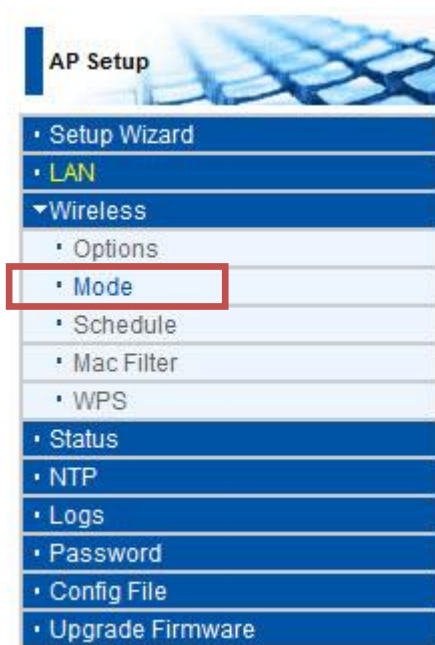 AP Setup
Setup Wizard
LAN
Wireless
Options
Mode
Schedule
Mac Filter
WPS
Status
NTP
Logs
Password
Config File
Upgrade Firmware